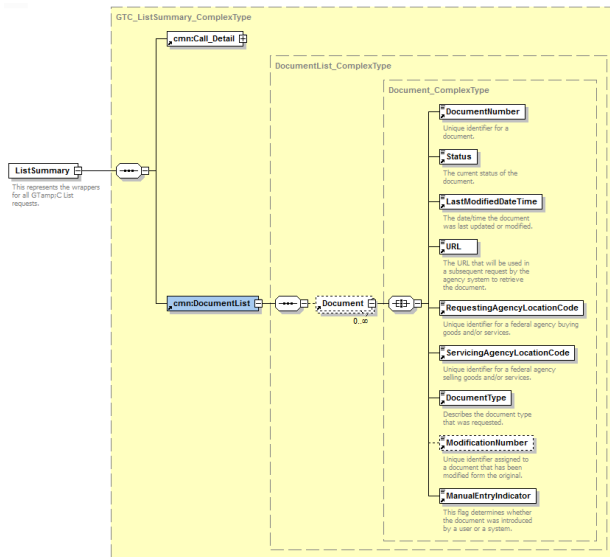 GTC_ListSummary_ComplexType
cmn:Call_Detail
DocumentList_ComplexType
Document_ComplexType
DocumentNumber
Unique identifier for a
document.
Status
The current status of the
document.
LastModifiedDateTime
The date/time the document
was last updated or modified.
URL
The URL that will be used in
a subsequent request by the
agency system to retrieve
the document.
ListSummary
This represents the wrappers
for all GTamp;C List
requests.
cmn:DocumentList
Document
0..∞
RequestingAgencyLocationCode
Unique identifier for a federal agency buying
goods and/or services.
ServicingAgencyLocationCode
Unique identifier for a federal agency
selling goods and/or services.
DocumentType
Describes the document type
that was requested.
ModificationNumber
Unique identifier assigned to
a document that has been
modified form the original.
ManualEntryIndicator
This flag determines whether
the document was introduced
by a user or a system.